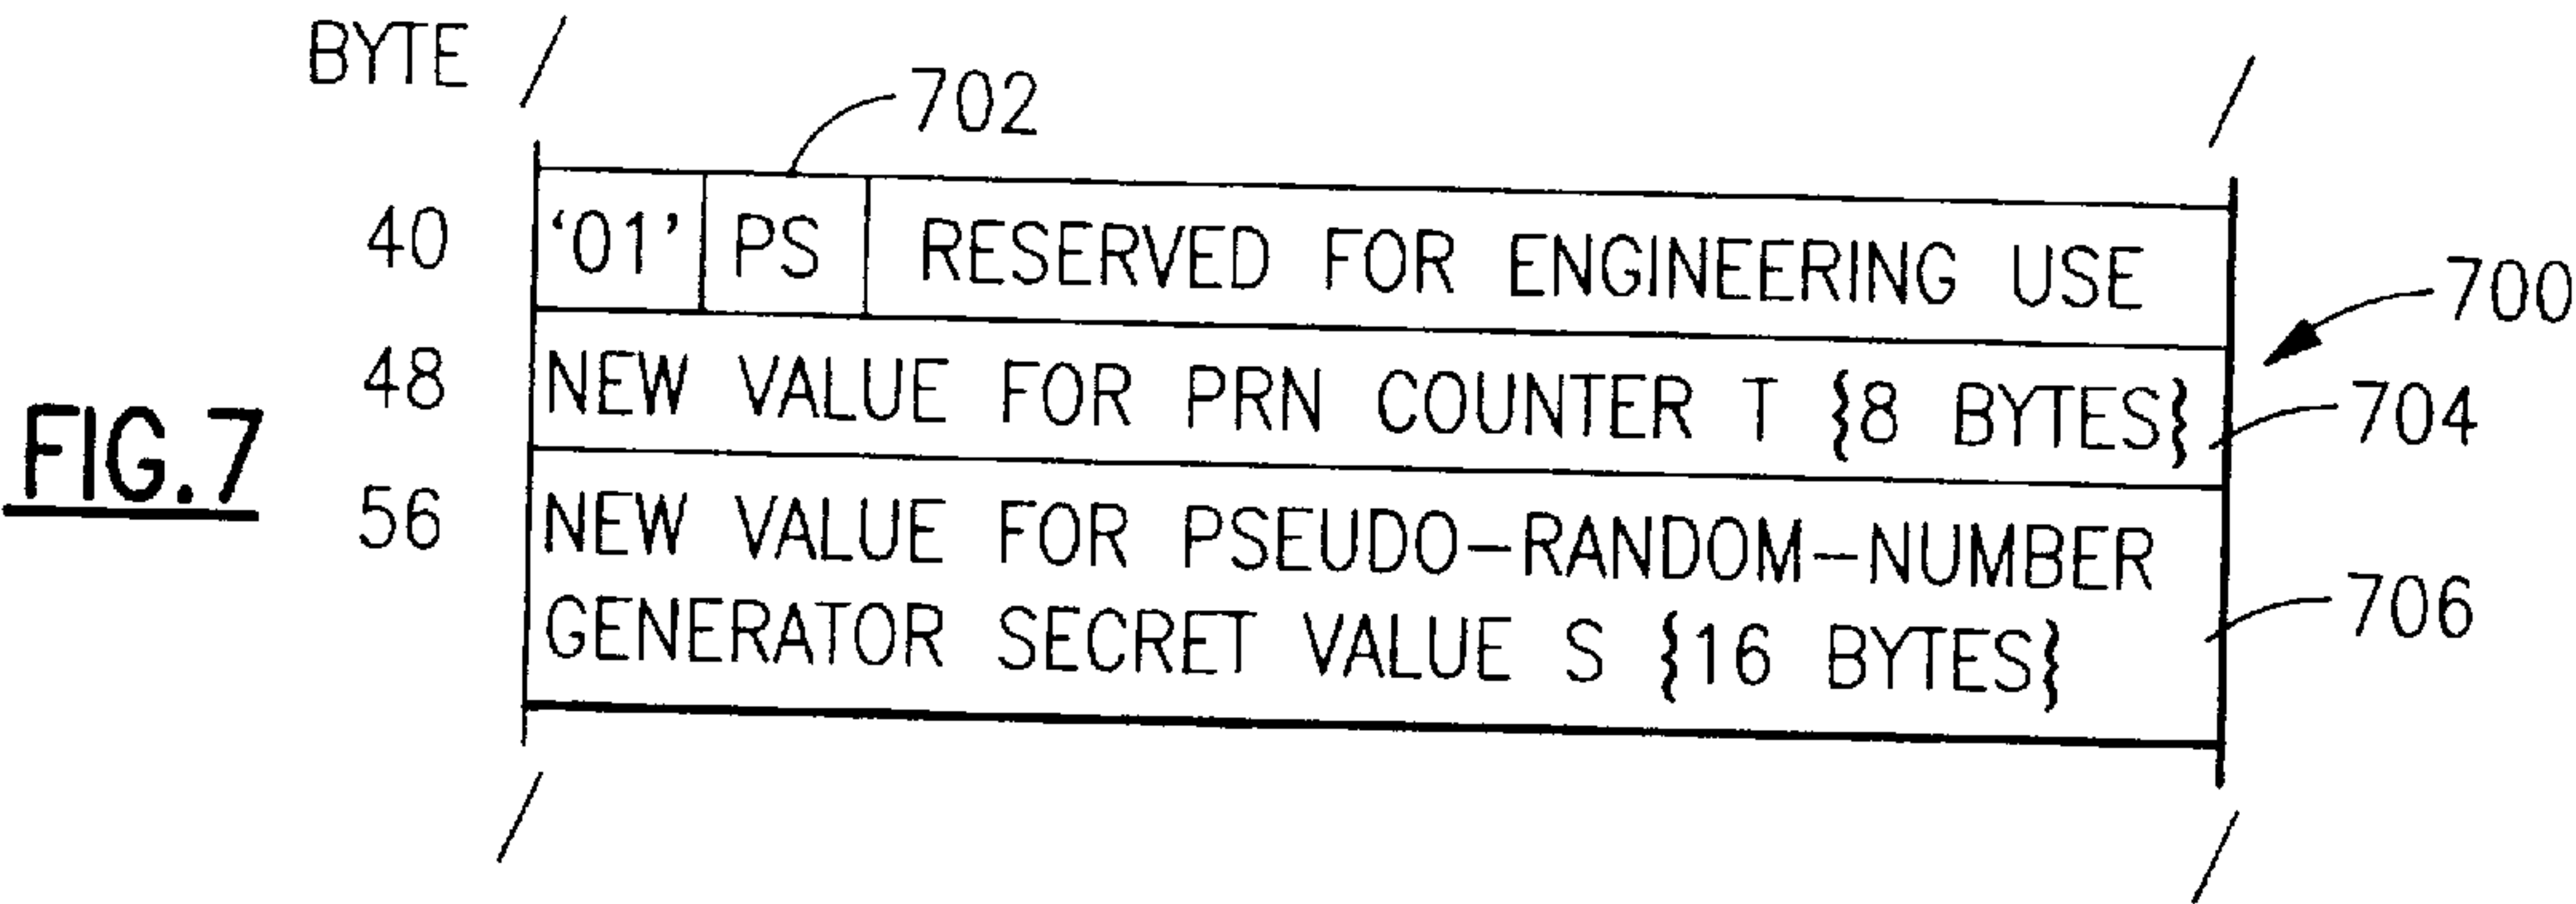 BYTE
702
40 '01' PS RESERVED FOR ENGINEERING USE
700
48 NEW VALUE FOR PRN COUNTER T {8 BYTES}
704
FIG.7
56 NEW VALUE FOR PSEUDO-RANDOM-NUMBER
GENERATOR SECRET VALUE S {16 BYTES}
706